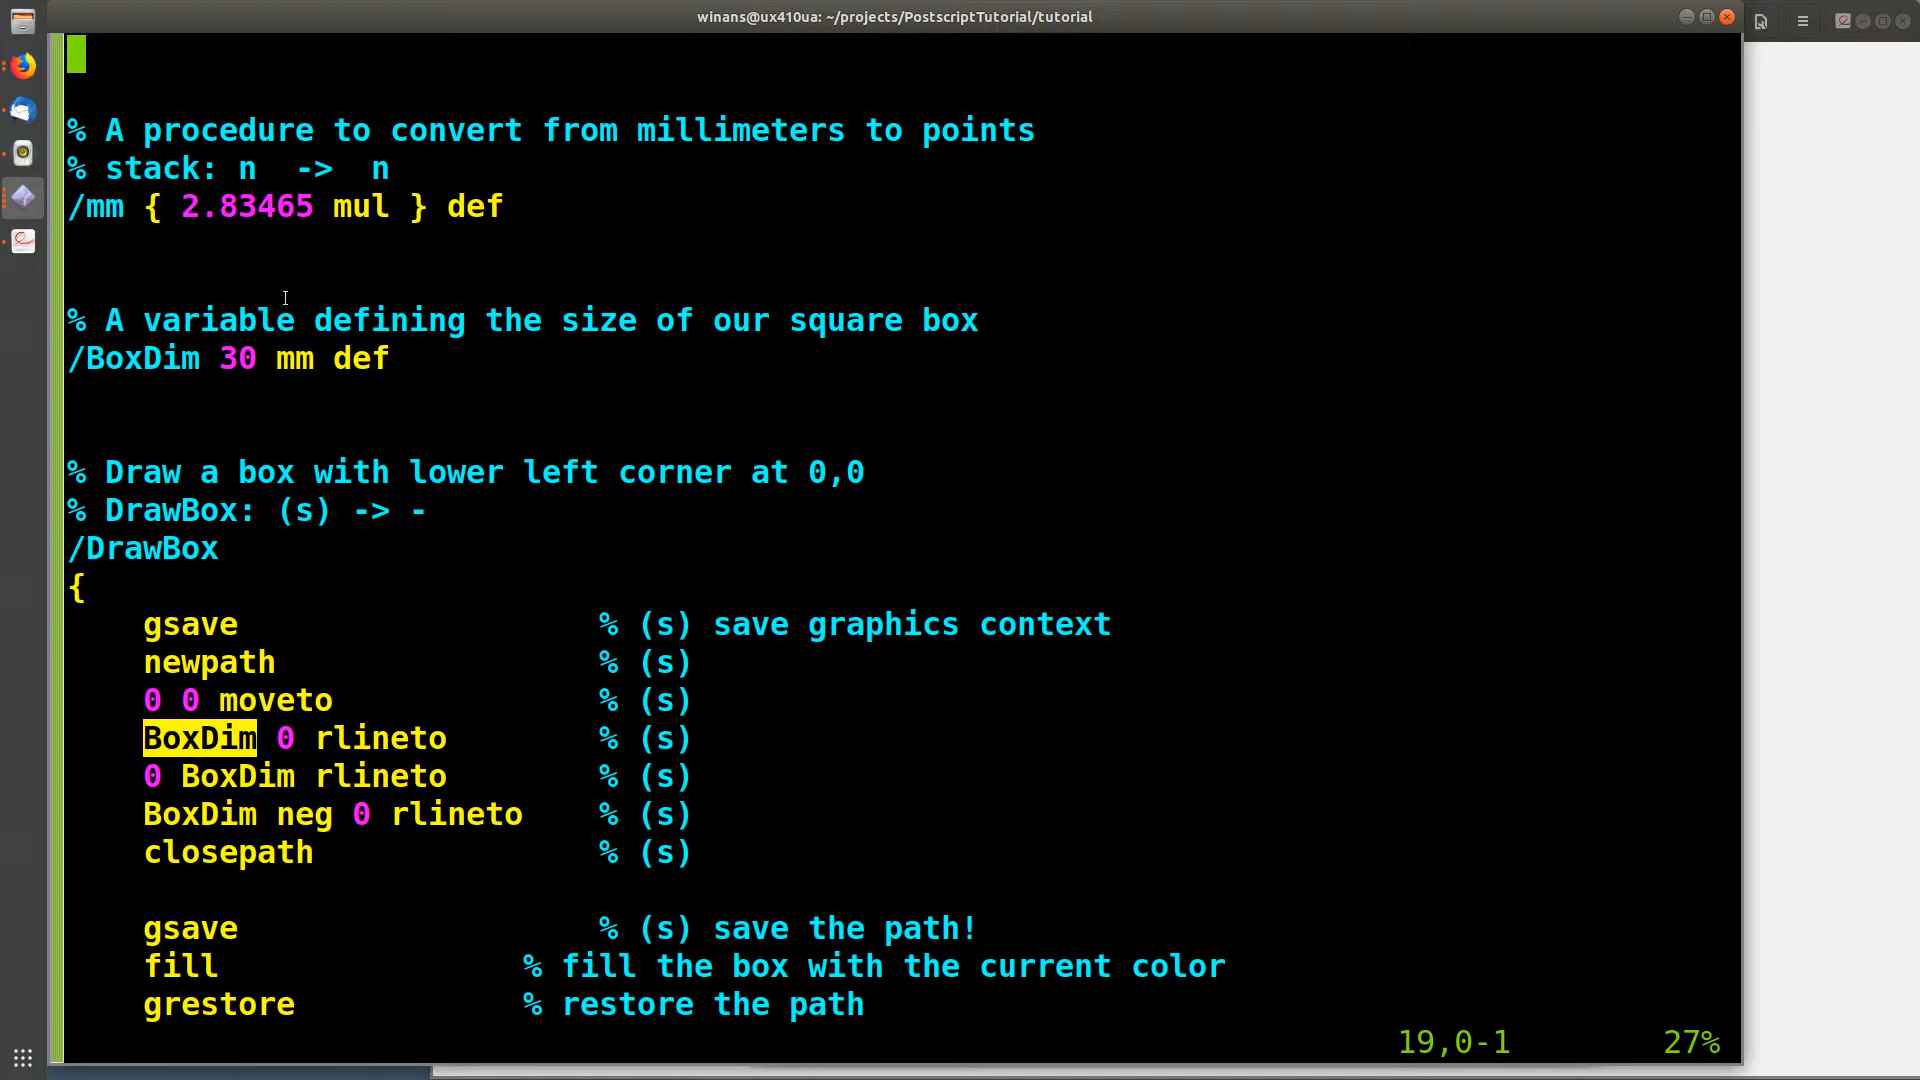 winans@ux410ua: ~/projects/PostscriptTutorial/tutorial
% A procedure to convert from millimeters to points
% stack: n  ->  n
/mm { 2.83465 mul } def
% A variable defining the size of our square box
/BoxDim 30 mm def
% Draw a box with lower left corner at 0,0
% DrawBox: (s) -> -
/DrawBox
{
    gsave                   % (s) save graphics context
    newpath                 % (s)
    0 0 moveto              % (s)
    BoxDim 0 rlineto        % (s)
    0 BoxDim rlineto        % (s)
    BoxDim neg 0 rlineto    % (s)
    closepath               % (s)
    gsave                   % (s) save the path!
    fill                % fill the box with the current color
    grestore            % restore the path
19,0-1        27%